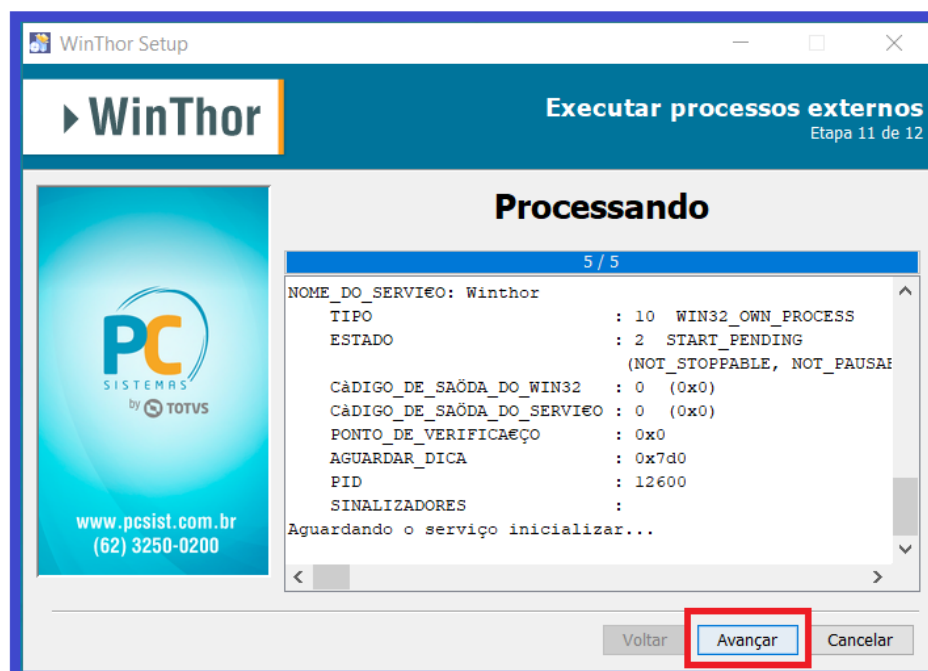 WinThor Setup
WinThor
Executar processos externos
Etapa 11 de 12
Processando
5 / 5
NOME_DO_SERVI€O: Winthor
TIPO : 10 WIN32_OWN_PROCESS
ESTADO : 2 START_PENDING
(NOT_STOPPABLE, NOT_PAUSAB
CàDIGO_DE_SAÖDA_DO_WIN32 : 0 (0x0)
CàDIGO_DE_SAÖDA_DO_SERVI€O : 0 (0x0)
PONTO_DE_VERIFICA€ÇO : 0x0
AGUARDAR_DICA : 0x7d0
PID : 12600
SINALIZADORES :
Aguardando o serviço inicializar...
PC
SISTEMAS
by TOTVS
www.pcsist.com.br
(62) 3250-0200
Voltar
Avançar
Cancelar